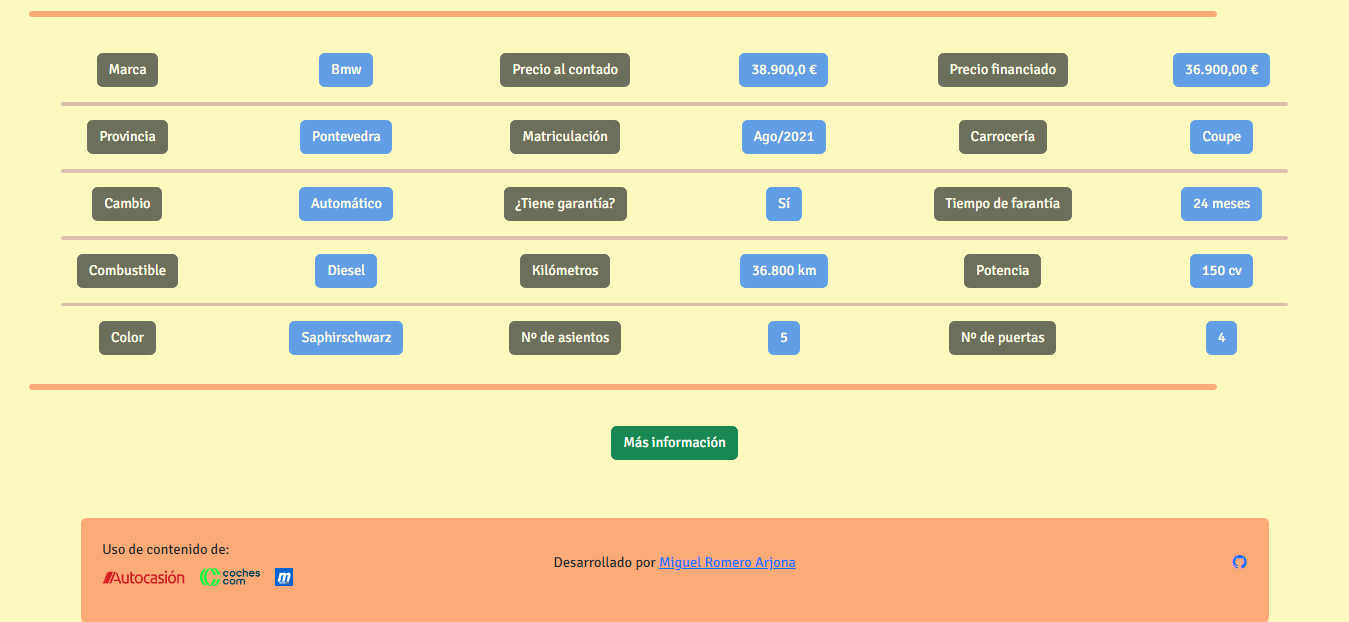 Marca Bmw Precio al contado 38.900,0 € Precio financiado 36.900,00 €
Provincia Pontevedra Matriculación Ago/2021 Carrocería Coupe
Cambio Automático ¿Tiene garantía? Sí Tiempo de farantía 24 meses
Combustible Diesel Kilómetros 36.800 km Potencia 150 cv
Color Saphirschwarz Nº de asientos 5 Nº de puertas 4
Más información
Uso de contenido de:
Desarrollado por Miguel Romero Arjona
Autocasión coches com m